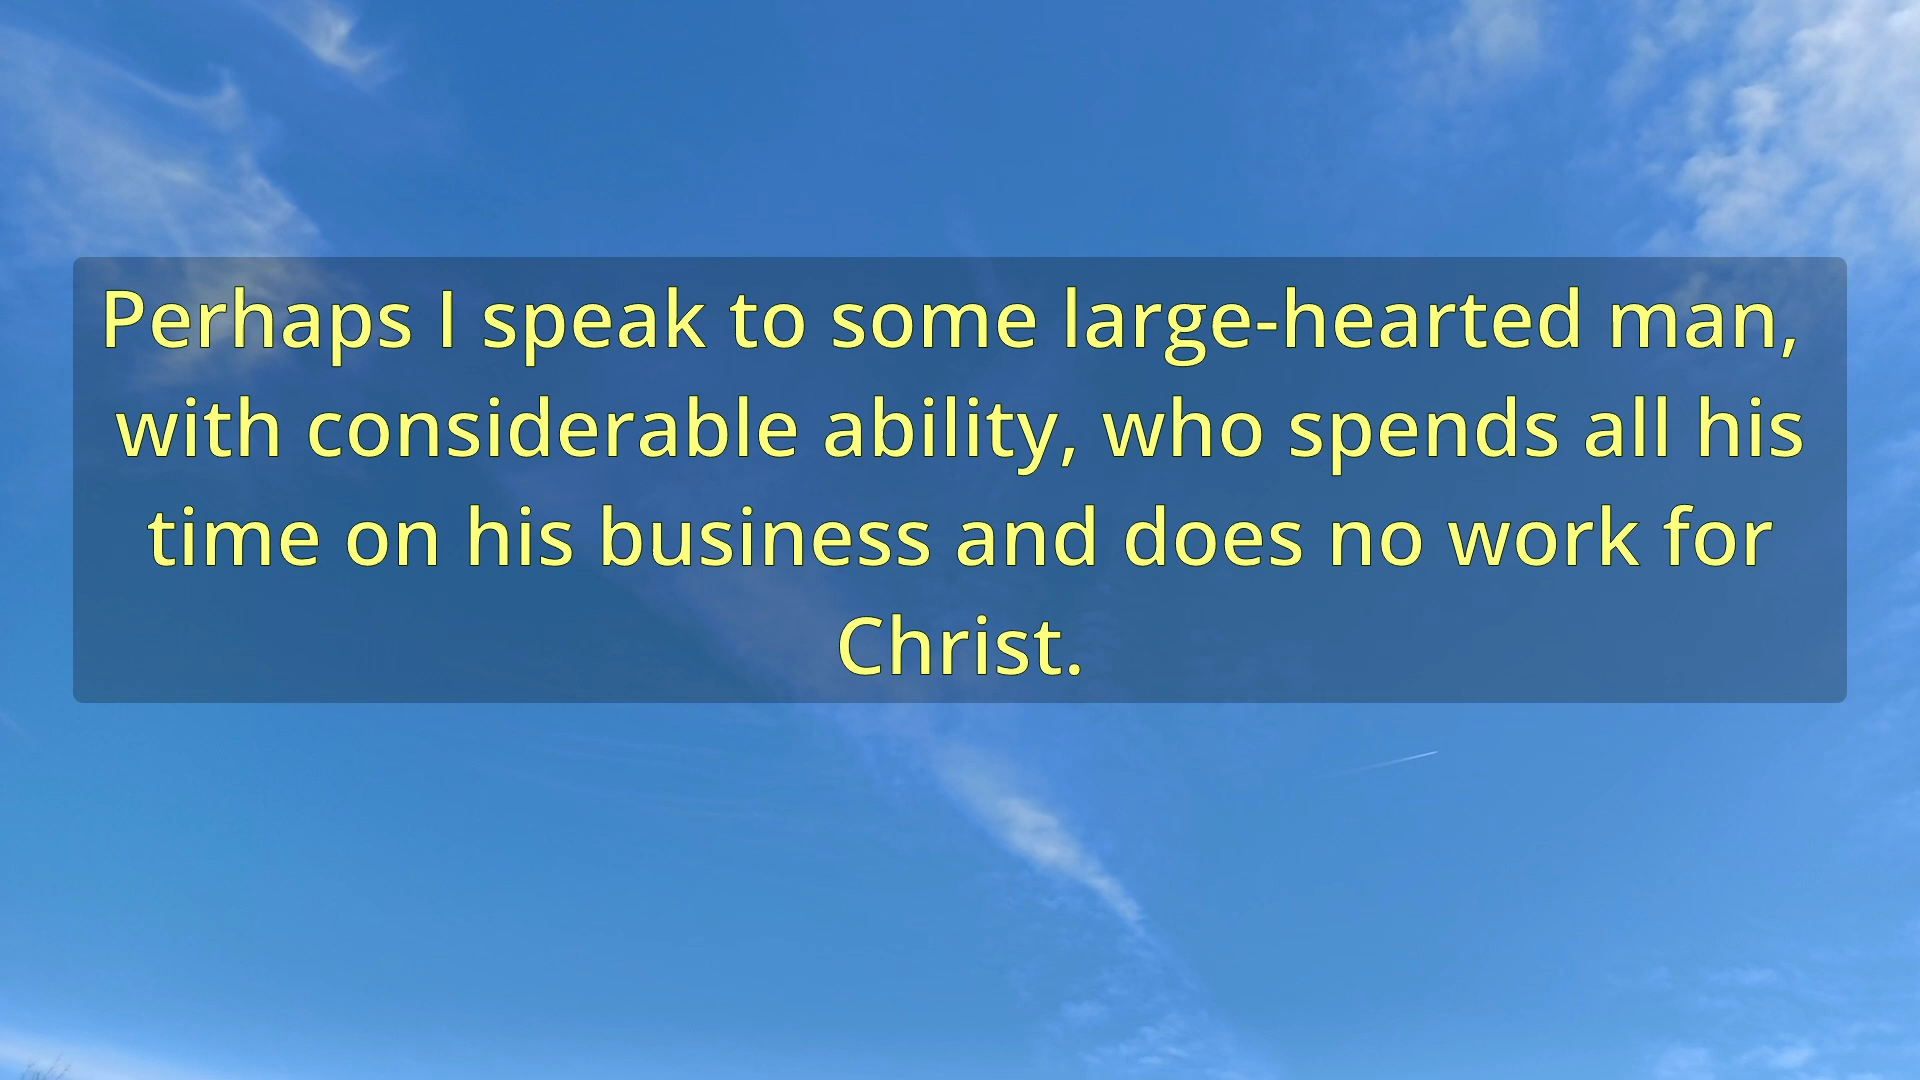 Perhaps I speak to some large-hearted man,
with considerable ability, who spends all his
time on his business and does no work for
Christ.